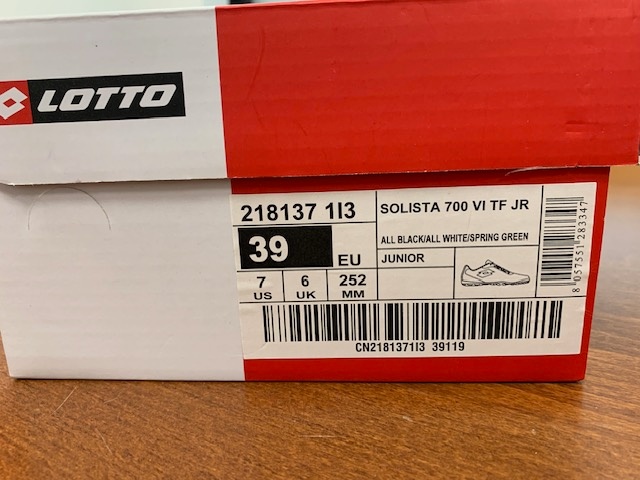 LOTTO
218137 1I3
SOLISTA 700 VI TF JR
ALL BLACK/ALL WHITE/SPRING GREEN
39 EU
JUNIOR
7 US
6 UK
252 MM
8 057551 283347
CN2181371I3 39119